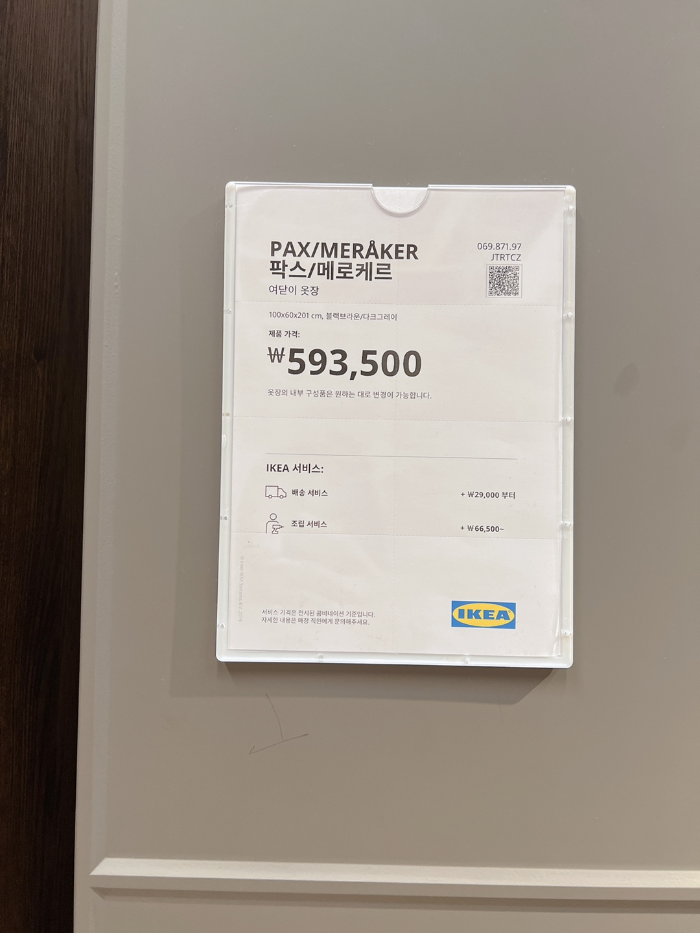 PAX/MERÅKER
팍스/메로케르
여닫이 옷장
069.871.97
JTRTCZ
100x60x201 cm, 블랙브라운/다크그레이
제품 가격:
₩593,500
옷장의 내부 구성품은 원하는 대로 변경이 가능합니다.
IKEA 서비스:
배송 서비스 + ₩29,000 부터
조립 서비스 + ₩66,500~
서비스 가격은 전시된 콤비네이션 기준입니다.
자세한 내용은 매장 직원에게 문의해주세요.
IKEA